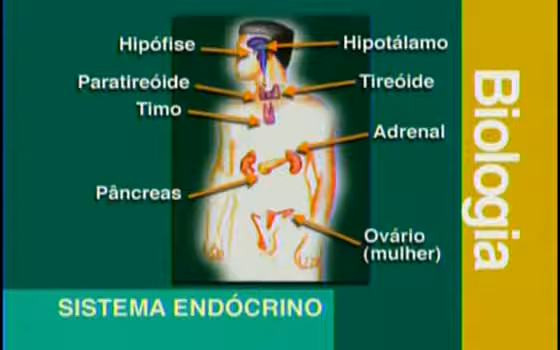 Hipófise
Hipotálamo
Paratireóide
Tireóide
Timo
Adrenal
Pâncreas
Ovário
(mulher)
SISTEMA ENDÓCRINO
Biologia